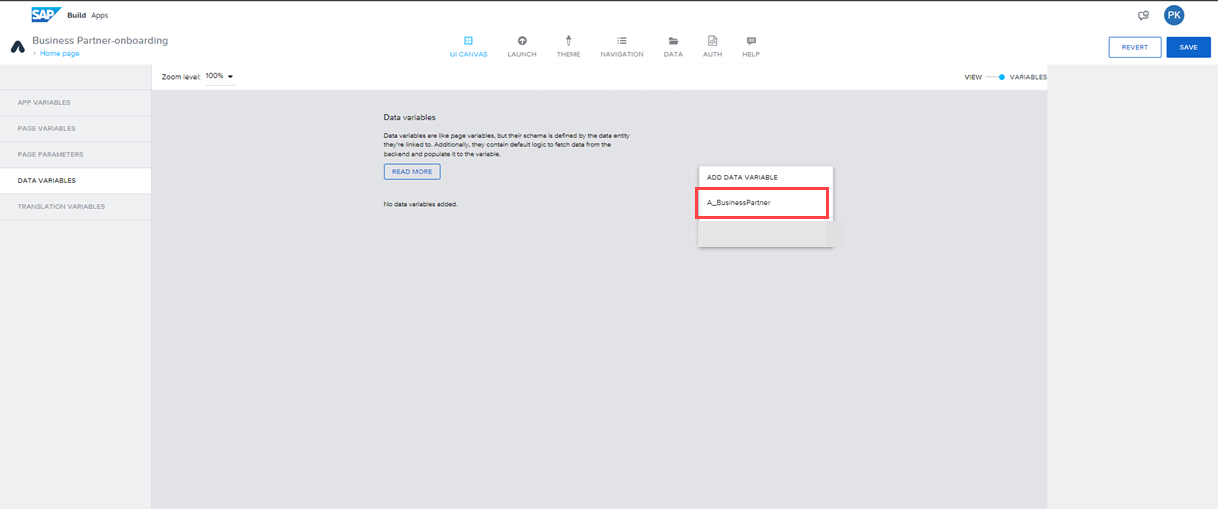 SAP Build Apps
PK
Business Partner-onboarding
› Home page
UI CANVAS LAUNCH THEME NAVIGATION DATA AUTH HELP
REVERT SAVE
Zoom level: 100%
VIEW VARIABLES
APP VARIABLES
PAGE VARIABLES
PAGE PARAMETERS
DATA VARIABLES
TRANSLATION VARIABLES
Data variables
Data variables are like page variables, but their schema is defined by the data entity
they're linked to. Additionally, they contain default logic to fetch data from the
backend and populate it to the variable.
READ MORE
No data variables added.
ADD DATA VARIABLE
A_BusinessPartner